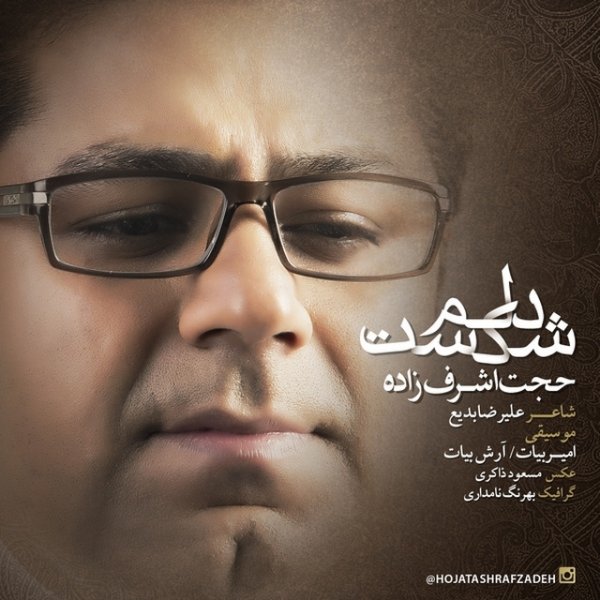 دلم
شکست
حجت اشرف زاده
شاعر علیرضا بدیع
موسیقی
امیر بیات / آرش بیات
عکس مسعود ذاکری
گرافیک بهرنگ نامداری
@HOJATASHRAFZADEH